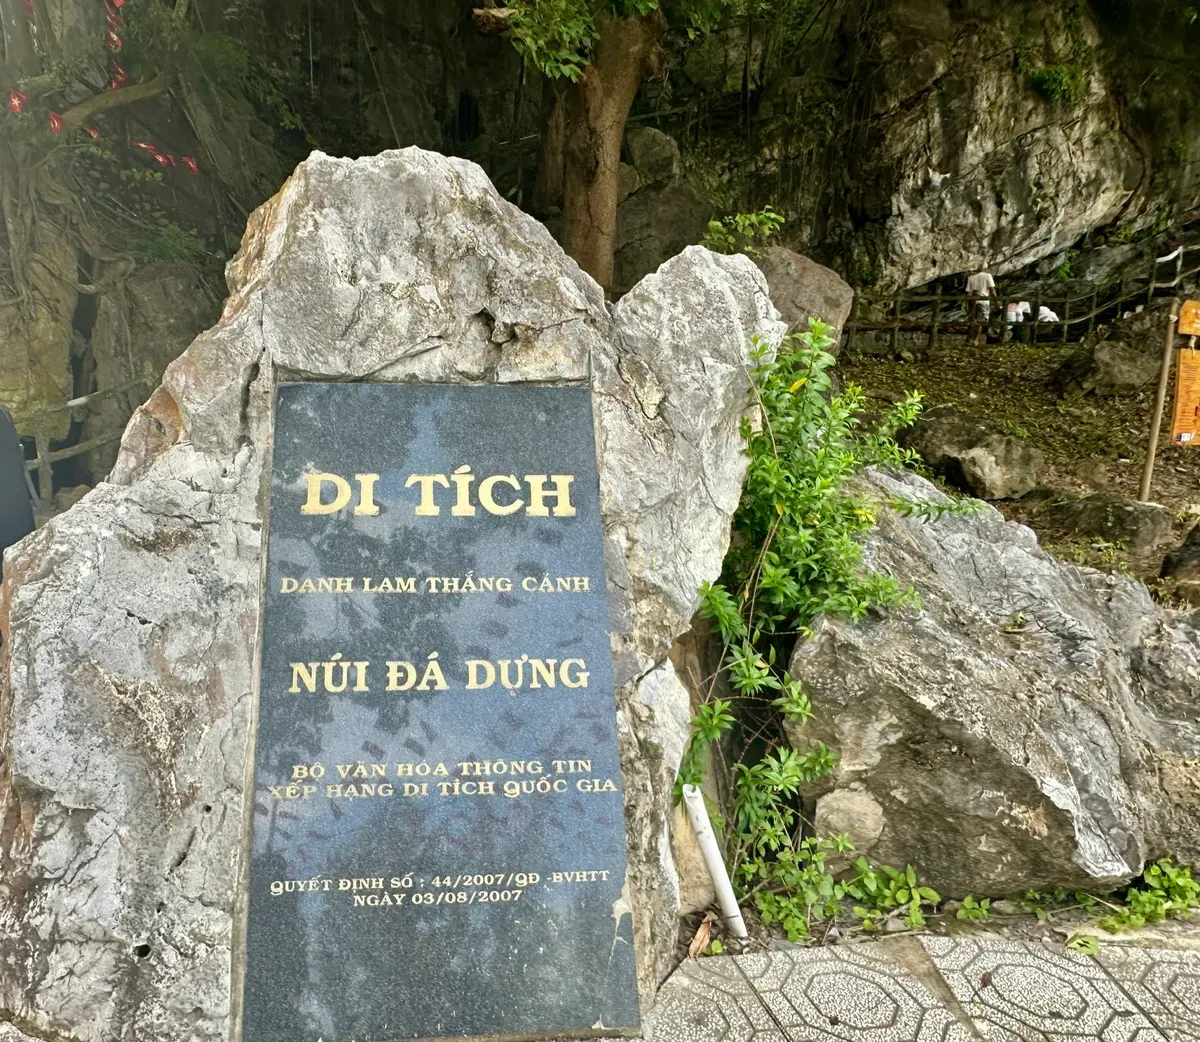 DI TÍCH
DANH LAM THẮNG CẢNH
NÚI ĐÁ DỰNG
BỘ VĂN HÓA THÔNG TIN
XẾP HẠNG DI TÍCH QUỐC GIA
QUYẾT ĐỊNH SỐ : 44/2007/QĐ -BVHTT
NGÀY 03/08/2007